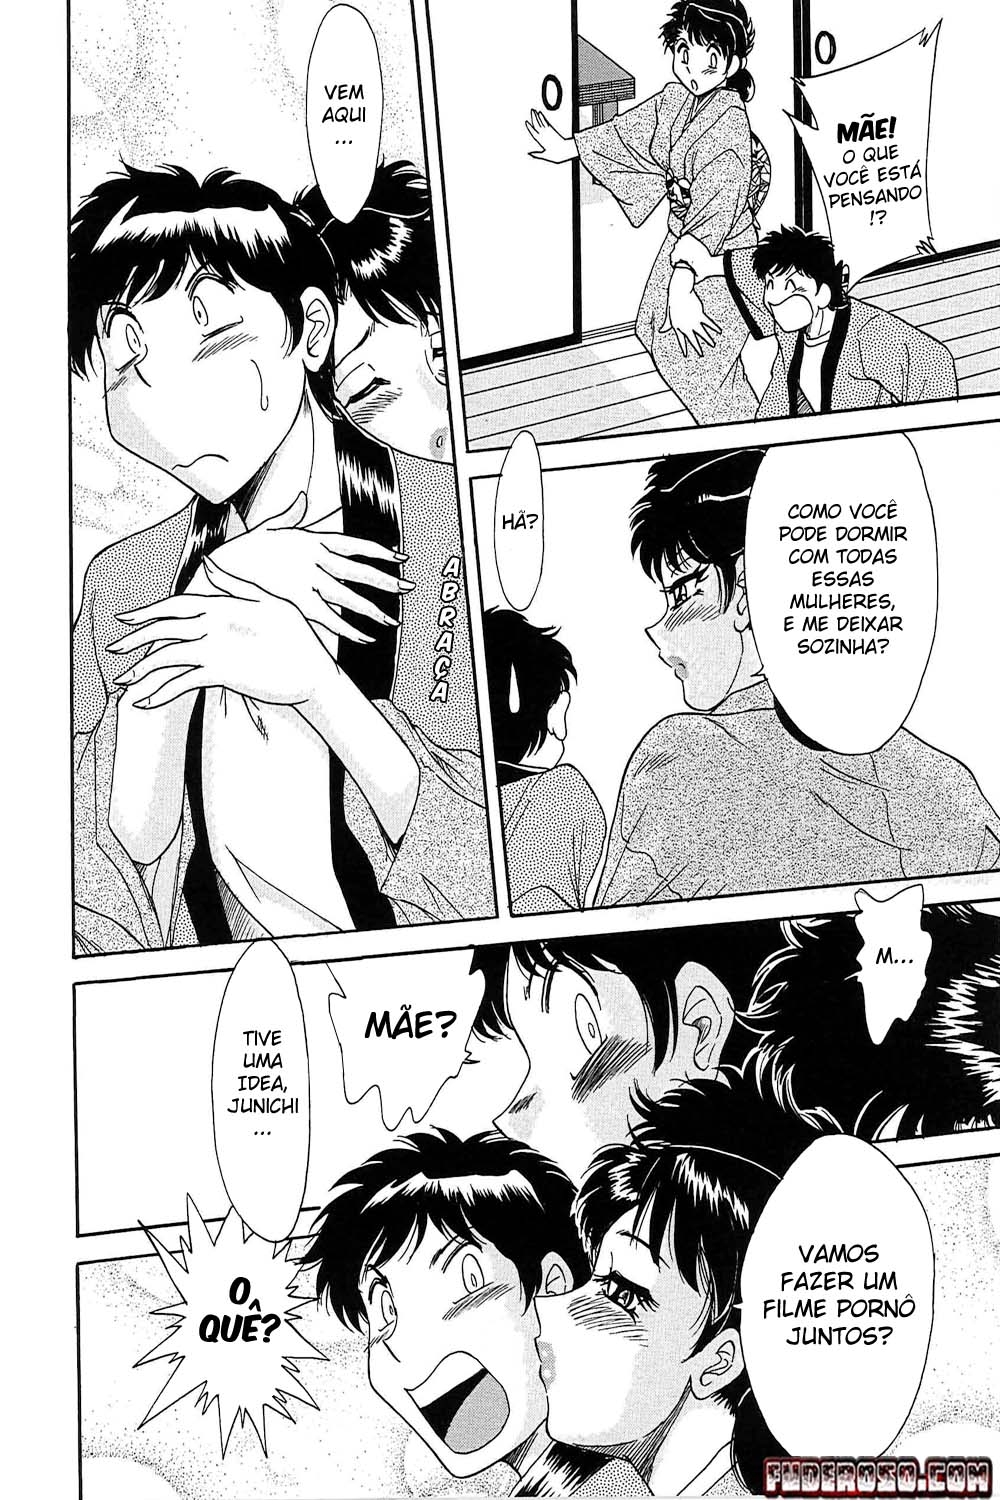 MÃE!
O QUE
VOCÊ ESTÁ
PENSANDO
!?
VEM
AQUI
...
ABRAÇA
COMO VOCÊ
PODE DORMIR
COM TODAS
ESSAS
MULHERES,
E ME DEIXAR
SOZINHA?
HÃ?
M...
MÃE?
TIVE
UMA
IDEA,
JUNICHI
...
VAMOS
FAZER UM
FILME PORNÔ
JUNTOS?
O
QUÊ?
FUDEROSO.COM